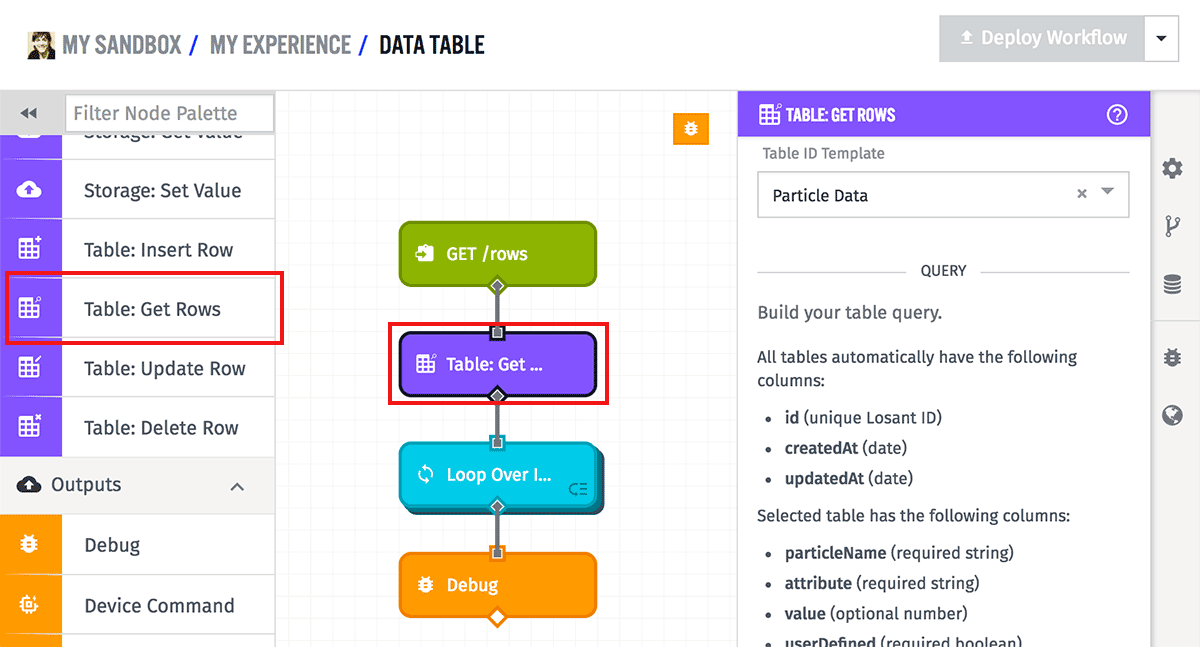 MY SANDBOX / MY EXPERIENCE / DATA TABLE
Deploy Workflow
Filter Node Palette
Storage: Get Value
Storage: Set Value
Table: Insert Row
Table: Get Rows
Table: Update Row
Table: Delete Row
Outputs
Debug
Device Command
GET /rows
Table: Get ...
Loop Over I...
Debug
TABLE: GET ROWS
Table ID Template
Particle Data
QUERY
Build your table query.
All tables automatically have the following
columns:
• id (unique Losant ID)
• createdAt (date)
• updatedAt (date)
Selected table has the following columns:
• particleName (required string)
• attribute (required string)
• value (optional number)
• userDefined (required boolean)